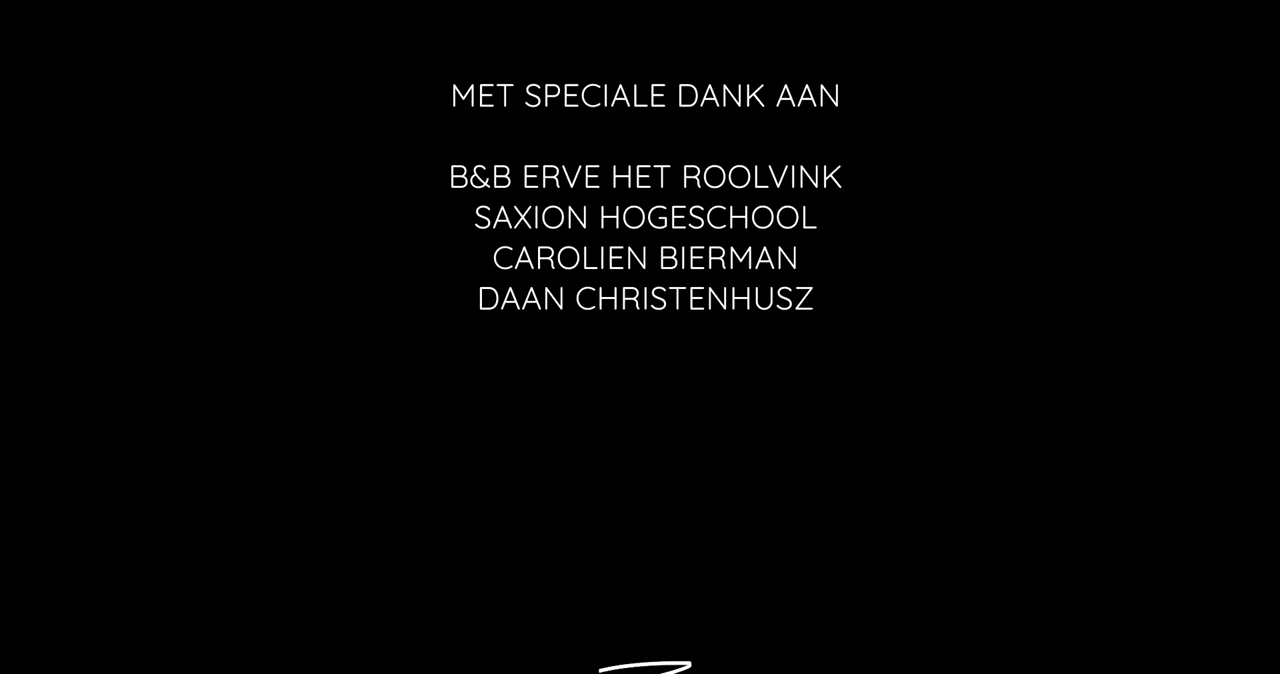 MET SPECIALE DANK AAN
B&B ERVE HET ROOLVINK
SAXION HOGESCHOOL
CAROLIEN BIERMAN
DAAN CHRISTENHUSZ